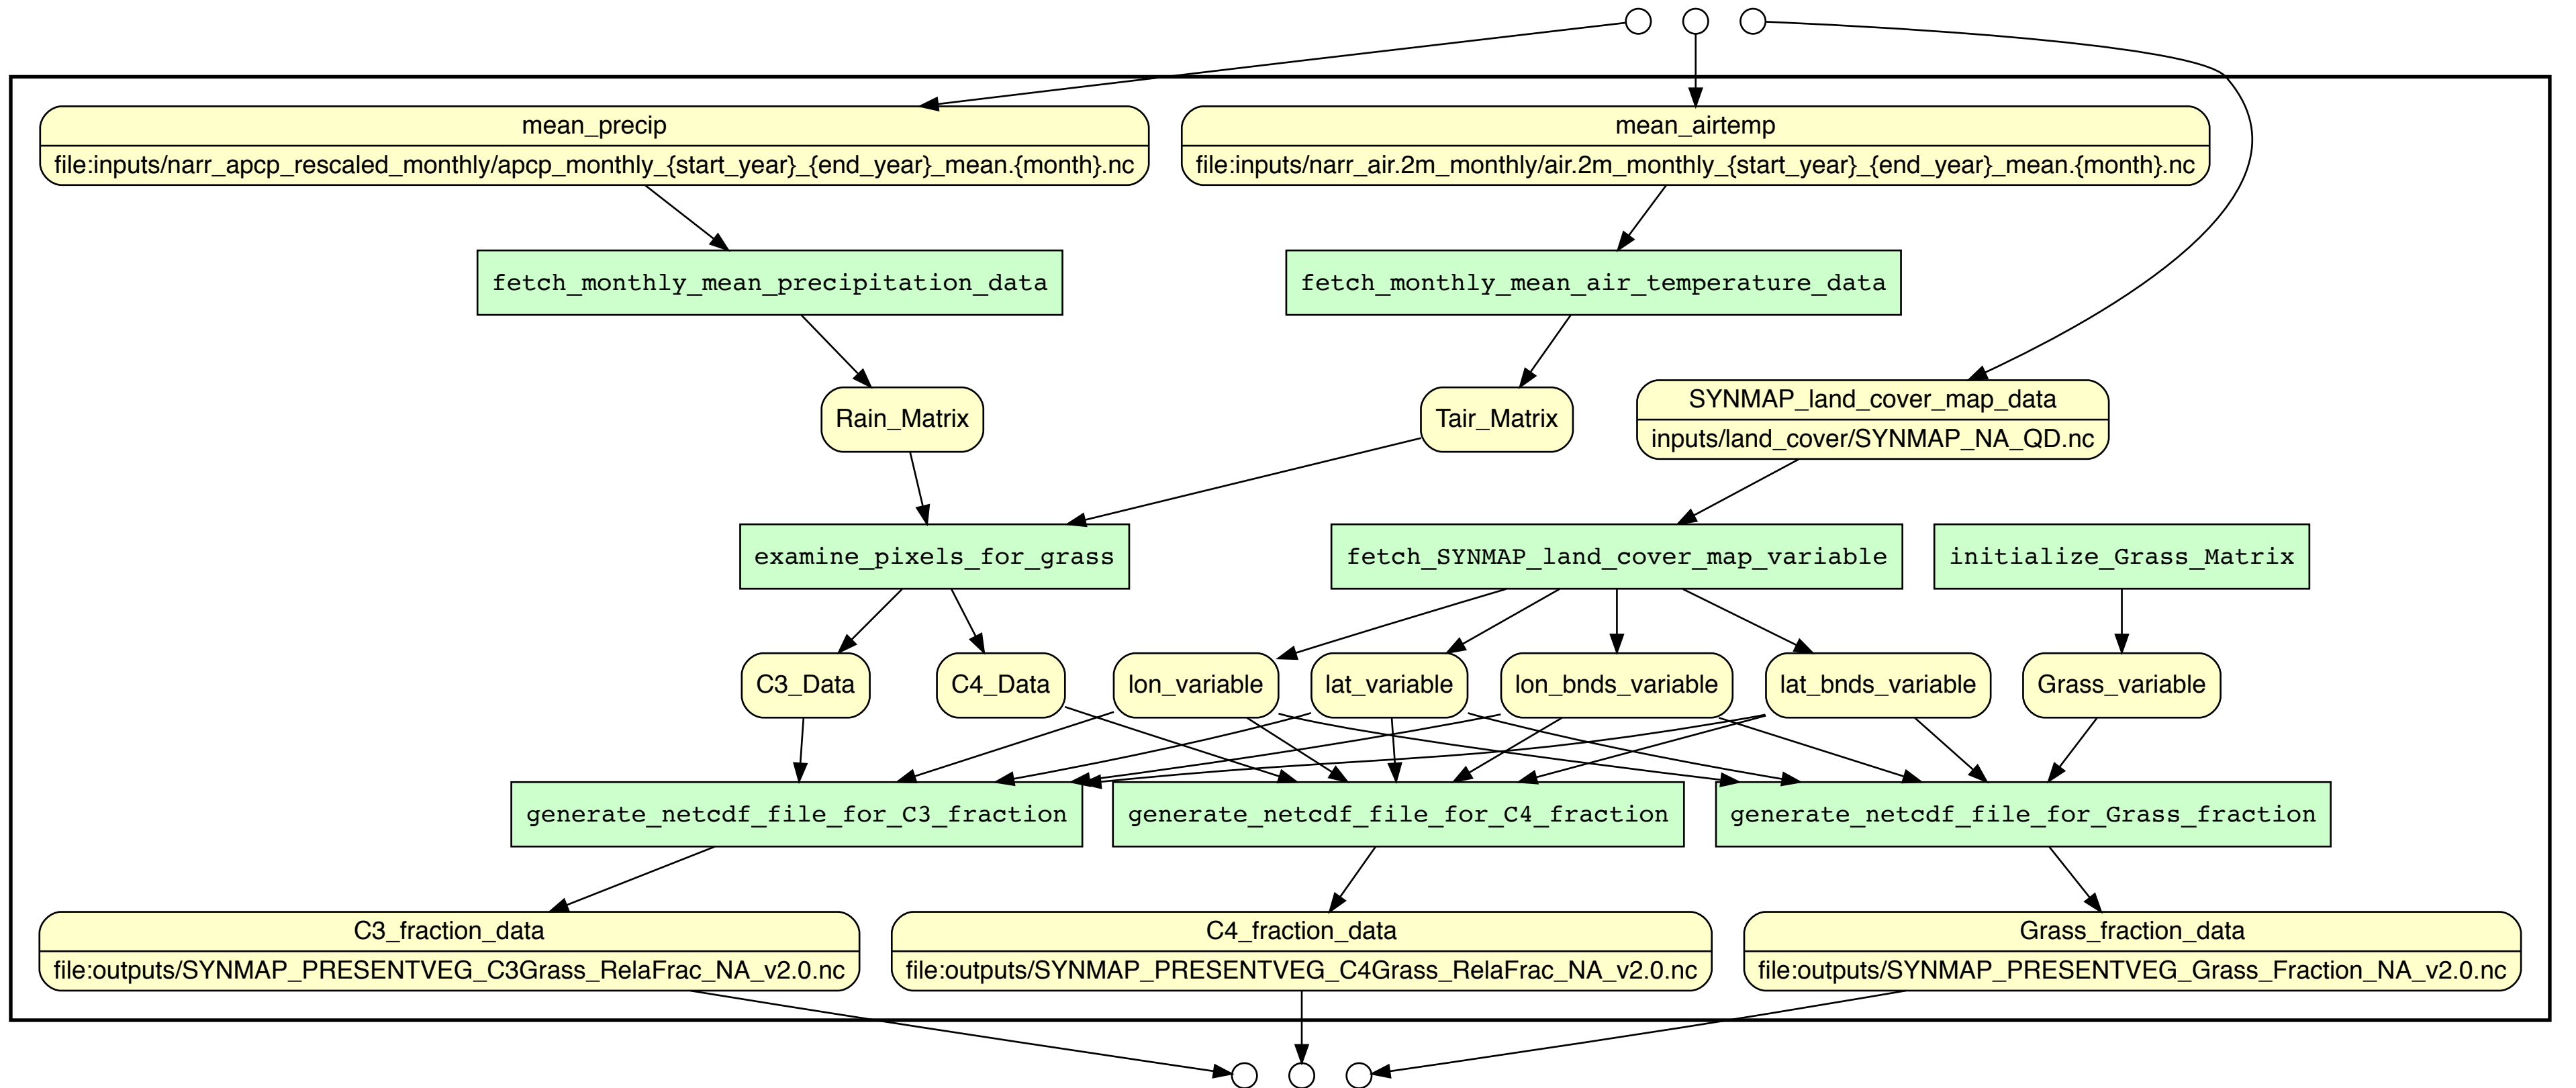 mean_precip
file:inputs/narr_apcp_rescaled_monthly/apcp_monthly_{start_year}_{end_year}_mean.{month}.nc
mean_airtemp
file:inputs/narr_air.2m_monthly/air.2m_monthly_{start_year}_{end_year}_mean.{month}.nc
fetch_monthly_mean_precipitation_data
fetch_monthly_mean_air_temperature_data
Rain_Matrix
Tair_Matrix
SYNMAP_land_cover_map_data
inputs/land_cover/SYNMAP_NA_QD.nc
examine_pixels_for_grass
fetch_SYNMAP_land_cover_map_variable
initialize_Grass_Matrix
C3_Data
C4_Data
lon_variable
lat_variable
lon_bnds_variable
lat_bnds_variable
Grass_variable
generate_netcdf_file_for_C3_fraction
generate_netcdf_file_for_C4_fraction
generate_netcdf_file_for_Grass_fraction
C3_fraction_data
file:outputs/SYNMAP_PRESENTVEG_C3Grass_RelaFrac_NA_v2.0.nc
C4_fraction_data
file:outputs/SYNMAP_PRESENTVEG_C4Grass_RelaFrac_NA_v2.0.nc
Grass_fraction_data
file:outputs/SYNMAP_PRESENTVEG_Grass_Fraction_NA_v2.0.nc